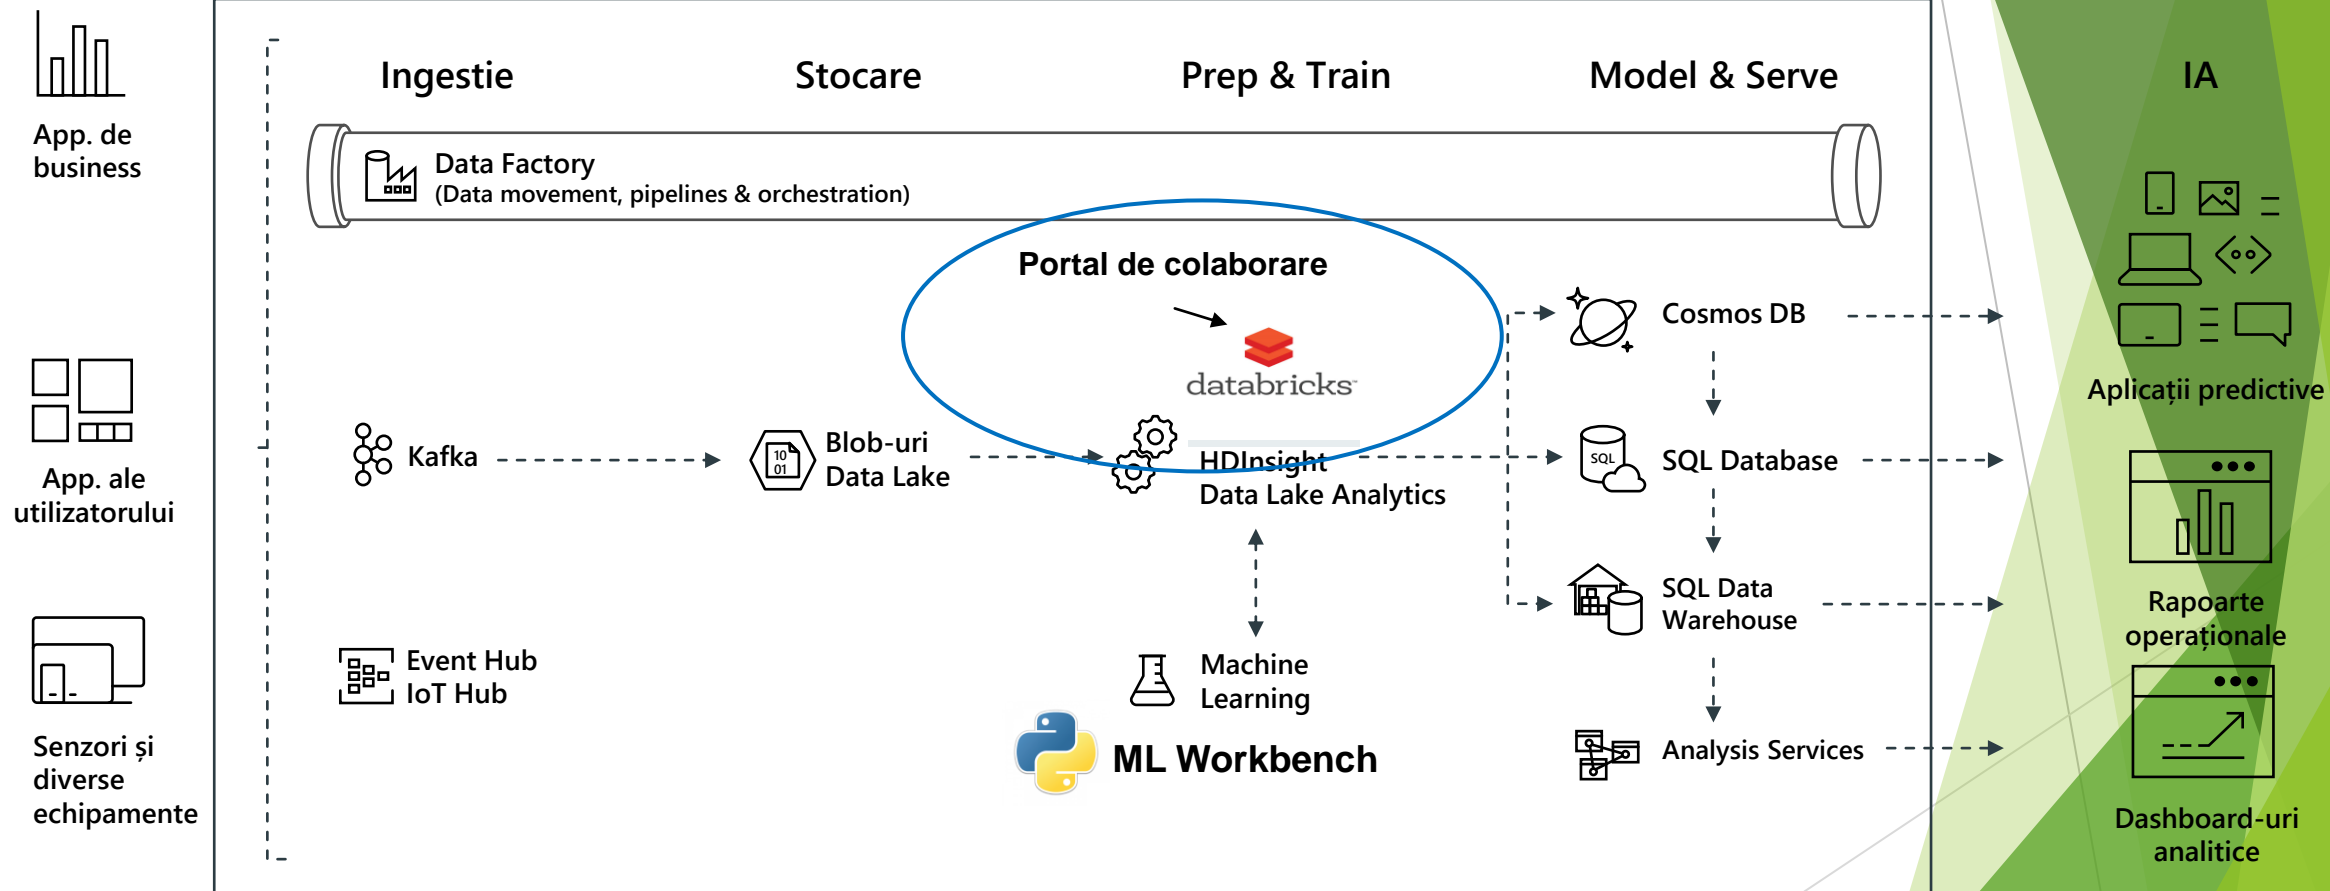 App. de
business
App. ale
utilizatorului
Senzori și
diverse
echipamente
Ingestie
Stocare
Prep & Train
Model & Serve
IA
Data Factory
(Data movement, pipelines & orchestration)
Portal de colaborare
databricks
Kafka
Blob-uri
Data Lake
10
01
HDInsight
Data Lake Analytics
Event Hub
IoT Hub
Machine
Learning
ML Workbench
Cosmos DB
SQL
SQL Database
SQL Data
Warehouse
Analysis Services
Aplicații predictive
Rapoarte
operaționale
Dashboard-uri
analitice